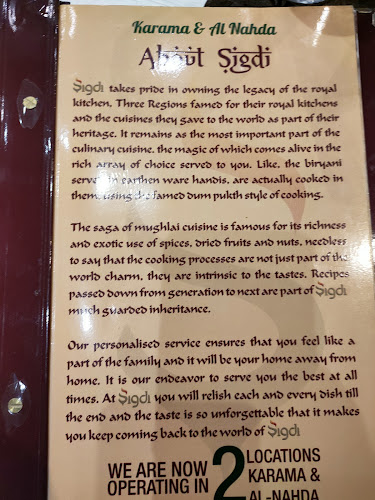 Karama & Al Nahda
About Sigdi
Sigdi takes pride in owning the legacy of the royal
kitchen, Three Regions famed for their royal kitchens
and the cuisines they gave to the world as part of their
heritage. It remains as the most important part of the
culinary cuisine, the magic of which comes alive in the
rich array of choice served to you. Like, the biryani
served in earthen ware handis, are actually cooked in
them, using the famed dum pukth style of cooking.
The saga of mughlai cuisine is famous for its richness
and exotic use of spices, dried fruits and nuts, needless
to say that the cooking processes are not just part of the
world charm, they are intrinsic to the tastes. Recipes
passed down from generation to next are part of Sigdi
much guarded inheritance.
Our personalised service ensures that you feel like a
part of the family and it will be your home away from
home. It is our endeavor to serve you the best at all
times. At Sigdi you will relish each and every dish till
the end and the taste is so unforgettable that it makes
you keep coming back to the world of Sigdi
WE ARE NOW OPERATING IN 2 LOCATIONS
KARAMA &
AL-NAHDA